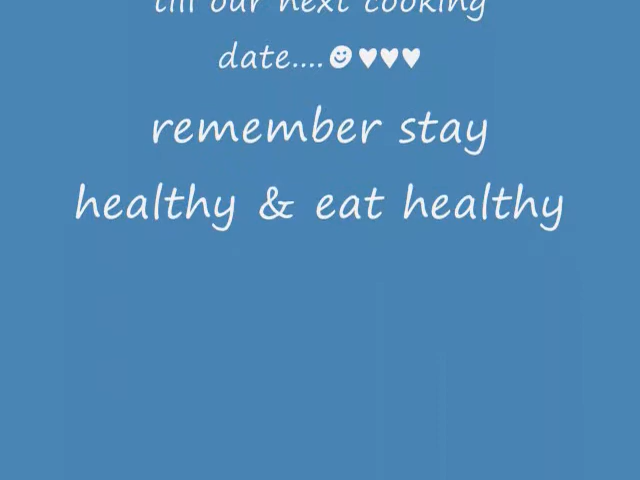 till our next cooking
date....☻♥♥♥
remember stay
healthy & eat healthy